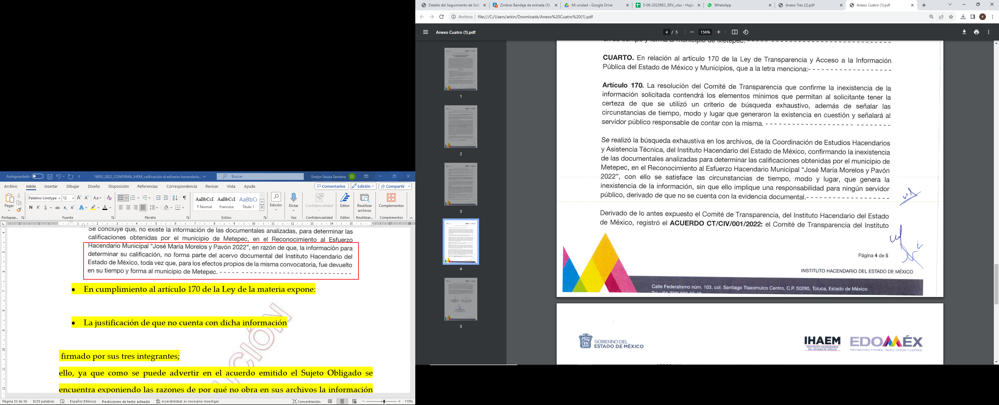 Autoguardado
16952_2022_CONFIRMA_IHEM_calificación al esfuerzo hacendario...
Buscar
Evelyn Souza Santana
ES
Archivo
Inicio
Insertar
Dibujar
Diseño
Disposición
Referencias
Correspondencia
Revisar
Vista
Ayuda
Comentarios
Edición
Compartir
Pegar
Palatino Linotype
12
N K S ab x₂ x²
AaBbCcI AaBbCcI AaBbCc
¶ Normal Francesa Título 1
Edición
Dictar
Confidencialidad
Editor
Reutilizar archivos
Complementos
Portapap...
Fuente
Párrafo
Estilos
Voz
Confidencialidad
Editor
Reutilizar...
Complementos
Se concluye que, no existe la información de las documentales analizadas, para determinar las
calificaciones obtenidas por el municipio de Metepec, en el Reconocimiento al Esfuerzo
Hacendario Municipal “José María Morelos y Pavón 2022”, en razón de que, la información para
determinar su calificación, no forma parte del acervo documental del Instituto Hacendario del
Estado de México, toda vez que, para los efectos propios de la misma convocatoria, fue devuelto
en su tiempo y forma al municipio de Metepec. - - - - - - - - - - - - - - - - - - - - - - - - - - - - - -
• En cumplimiento al artículo 170 de la Ley de la materia expone:
• La justificación de que no cuenta con dicha información
firmado por sus tres integrantes;
ello, ya que como se puede advertir en el acuerdo emitido el Sujeto Obligado se
encuentra exponiendo las razones de por qué no obra en sus archivos la información
Página 53 de 56
9239 palabras
Español (México)
Predicciones de texto: activado
Accesibilidad: es necesario investigar
Concentración
170%
Detalle del Seguimiento de Solic
Zimbra: Bandeja de entrada (1)
Mi unidad - Google Drive
5-06-2023REC_REV_.xlsx - Hojas
WhatsApp
Anexo Tres (2).pdf
Anexo Cuatro (1).pdf
Archivo
file:///C:/Users/arkin/Downloads/Anexo%20Cuatro%20(1).pdf
e
Anexo Cuatro (1).pdf
4 / 5
156%
1
2
3
4
5
en su tiempo y forma al municipio de Metepec. - - - - - - - - - - - - - - - - - - - - - - - - - - - - - -
CUARTO. En relación al artículo 170 de la Ley de Transparencia y Acceso a la Información
Pública del Estado de México y Municipios, que a la letra menciona:- - - - - - - - - - - - - - - - - - -
Artículo 170. La resolución del Comité de Transparencia que confirme la inexistencia de la
información solicitada contendrá los elementos mínimos que permitan al solicitante tener la
certeza de que se utilizó un criterio de búsqueda exhaustivo, además de señalar las
circunstancias de tiempo, modo y lugar que generaron la existencia en cuestión y señalará al
servidor público responsable de contar con la misma. - - - - - - - - - - - - - - - - - - - - - - - - - - - -
Se realizó la búsqueda exhaustiva en los archivos, de la Coordinación de Estudios Hacendarios
y Asistencia Técnica, del Instituto Hacendario del Estado de México, confirmando la inexistencia
de las documentales analizadas para determinar las calificaciones obtenidas por el municipio de
Metepec, en el Reconocimiento al Esfuerzo Hacendario Municipal “José María Morelos y Pavón
2022”, con ello se satisface las circunstancias de tiempo, modo y lugar, que genera la
inexistencia de la información, sin que ello implique una responsabilidad para ningún servidor
público, derivado de que no se cuenta con la evidencia documental.- - - - - - - - - - - - - - - - - - -
Derivado de lo antes expuesto el Comité de Transparencia, del Instituto Hacendario del Estado
de México, registró el ACUERDO CT/CIV/001/2022: el Comité de Transparencia del Instituto
Página 4 de 5
INSTITUTO HACENDARIO DEL ESTADO DE MÉXICO
Calle Federalismo núm. 103, col. Santiago Tlaxomulco Centro, C.P. 50280, Toluca, Estado de México.
GOBIERNO DEL
ESTADO DE MÉXICO
IHAEM
INSTITUTO HACENDARIO
DEL ESTADO DE MÉXICO
EDOMÉX
DECISIONES FIRMES, RESULTADOS FUERTES.